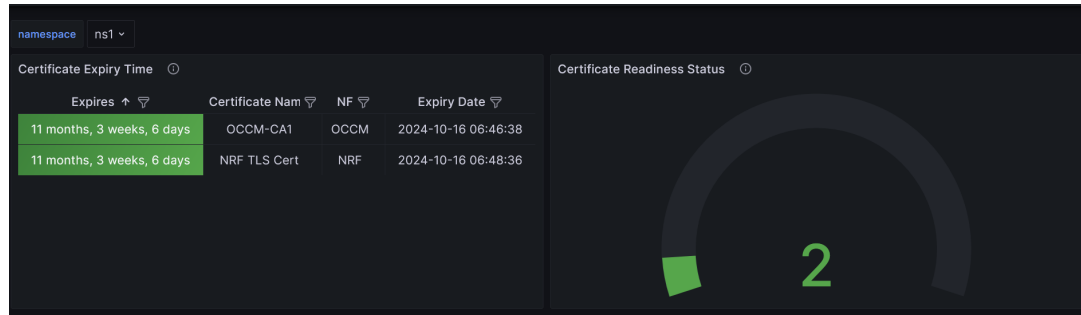 namespace ns1
Certificate Expiry Time
Expires Certificate Nam NF Expiry Date
11 months, 3 weeks, 6 days OCCM-CA1 OCCM 2024-10-16 06:46:38
11 months, 3 weeks, 6 days NRF TLS Cert NRF 2024-10-16 06:48:36
Certificate Readiness Status
2